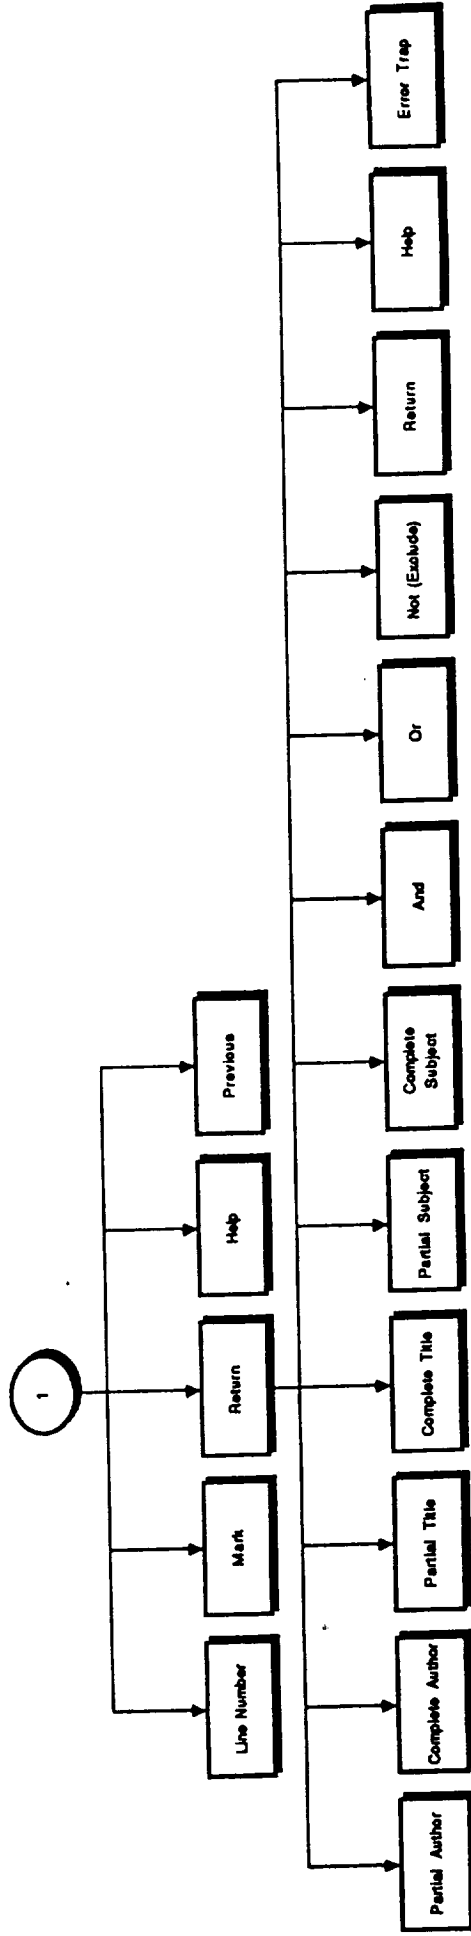 1
Line Number
Mark
Return
Help
Previous
Partial Author
Complete Author
Partial Title
Complete Title
Partial Subject
Complete
Subject
And
Or
Not (Exclude)
Return
Help
Error Trap